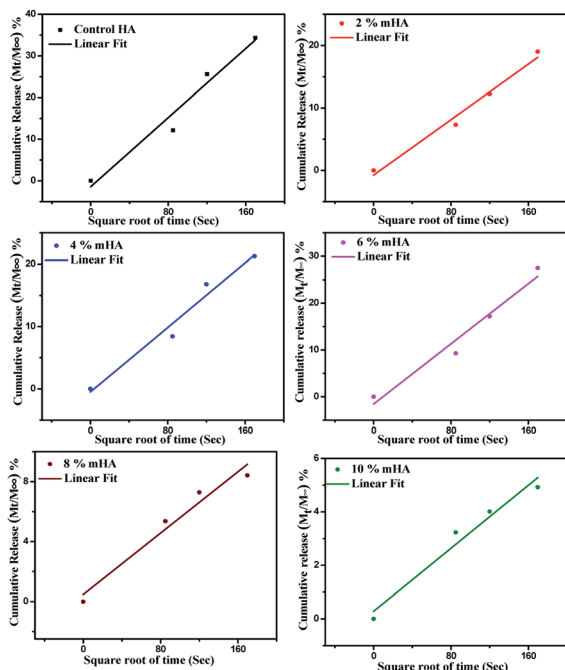 Control HA
Linear Fit
Cumulative Release (Mt/M∞) %
40
30
20
10
0
0
80
160
Square root of time (Sec)
2 % mHA
Linear Fit
Cumulative Release (Mt/M∞) %
20
10
0
0
80
160
Square root of time (Sec)
4 % mHA
Linear Fit
Cumulative Release (Mt/M∞) %
20
10
0
0
80
160
Square root of time (Sec)
6 % mHA
Linear Fit
Cumulative release (Mt/M~) %
30
20
10
0
0
80
160
Square root of time (Sec)
8 % mHA
Linear Fit
Cumulative Release (Mt/M∞) %
8
4
0
0
80
160
Square root of time (Sec)
10 % mHA
Linear Fit
Cumulative release (Mt/M~) %
6
4
2
0
0
80
160
Square root of time (Sec)